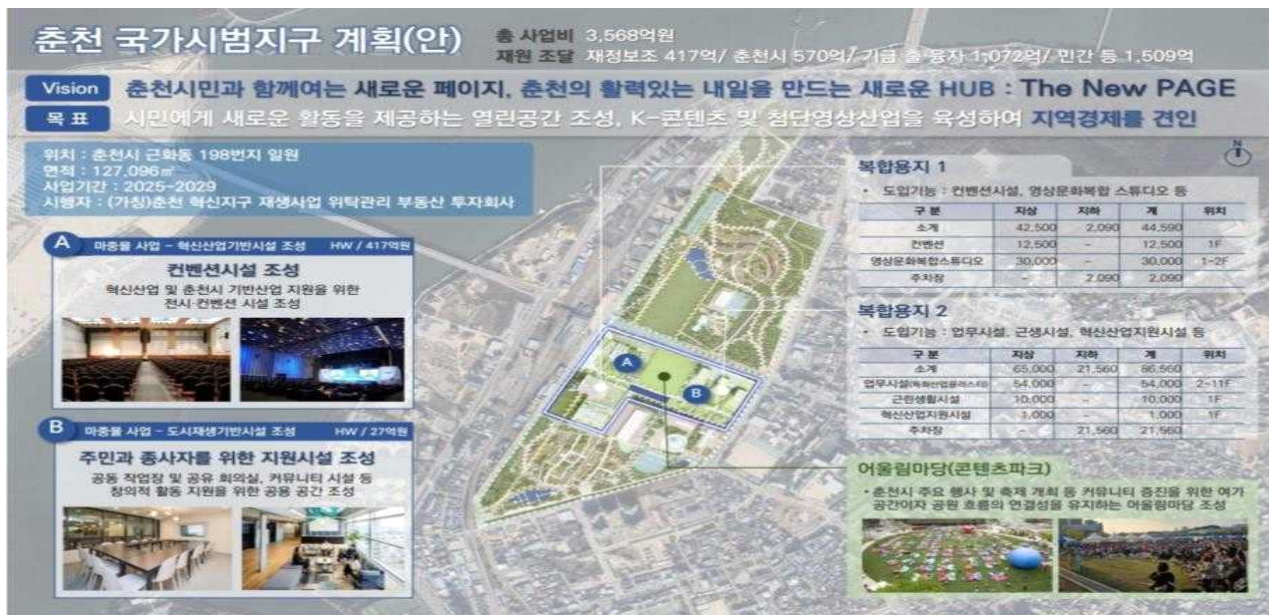 춘천 국가시범지구 계획(안)
총 사업비 3,568억원
재원 조달 재정보조 417억/ 춘천시 570억/ 기금 출·융자 1,072억/ 민간 등 1,509억
Vision 춘천시민과 함께여는 새로운 페이지, 춘천의 활력있는 내일을 만드는 새로운 HUB : The New PAGE
목 표 시민에게 새로운 활동을 제공하는 열린공간 조성, K-콘텐츠 및 첨단영상산업을 육성하여 지역경제를 견인
위치 : 춘천시 근화동 198번지 일원
면적 : 127,096㎡
사업기간 : 2025-2029
시행자 : (가칭)춘천 혁신지구 재생사업 위탁관리 부동산 투자회사
A 마중물 사업 - 혁신산업기반시설 조성 HW / 417억원
컨벤션시설 조성
혁신산업 및 춘천시 기반산업 지원을 위한
전시·컨벤션 시설 조성
B 마중물 사업 - 도시재생기반시설 조성 HW / 27억원
주민과 종사자를 위한 지원시설 조성
공동 작업장 및 공유 회의실, 커뮤니티 시설 등
창의적 활동 지원을 위한 공용 공간 조성
A
B
N
복합용지 1
• 도입기능 : 컨벤션시설, 영상문화복합 스튜디오 등
구 분 지상 지하 계 위치
소계 42,500 2,090 44,590
컨벤션 12,500 - 12,500 1F
영상문화복합스튜디오 30,000 - 30,000 1-2F
주차장 - 2,090 2,090
복합용지 2
• 도입기능 : 업무시설, 근생시설, 혁신산업지원시설 등
구 분 지상 지하 계 위치
소계 65,000 21,560 86,560
업무시설(특화산업클러스터) 54,000 - 54,000 2-11F
근린생활시설 10,000 - 10,000 1F
혁신산업지원시설 1,000 - 1,000 1F
주차장 - 21,560 21,560
어울림마당(콘텐츠파크)
• 춘천시 주요 행사 및 축제 개최 등 커뮤니티 증진을 위한 여가
공간이자 공원 흐름의 연결성을 유지하는 어울림마당 조성